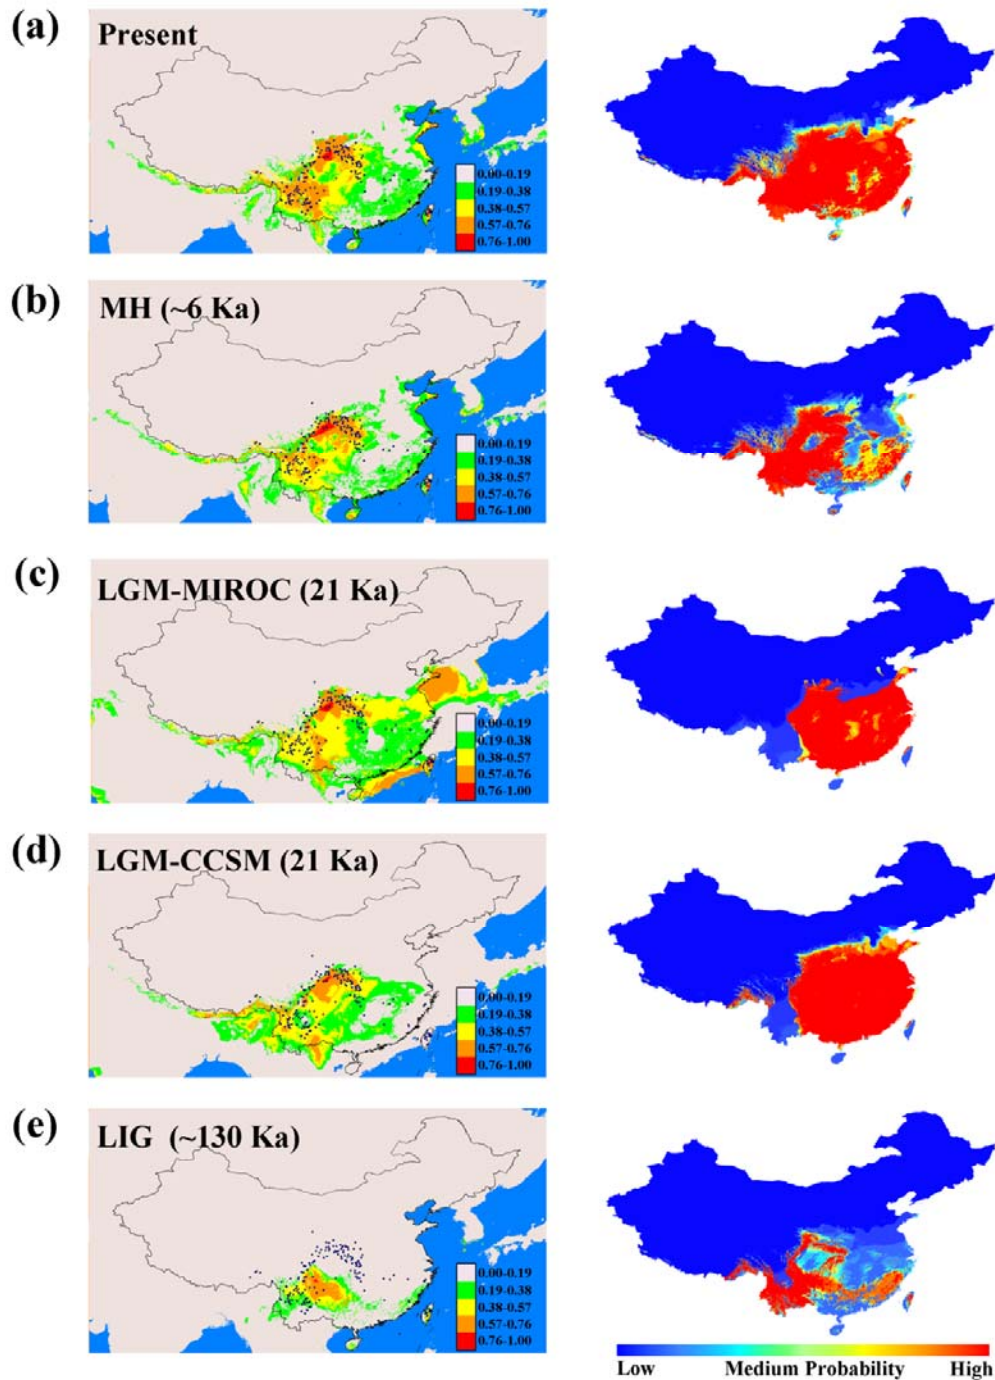 (a)
Present
0.00-0.19
0.19-0.38
0.38-0.57
0.57-0.76
0.76-1.00
(b)
MH (~6 Ka)
0.00-0.19
0.19-0.38
0.38-0.57
0.57-0.76
0.76-1.00
(c)
LGM-MIROC (21 Ka)
0.00-0.19
0.19-0.38
0.38-0.57
0.57-0.76
0.76-1.00
(d)
LGM-CCSM (21 Ka)
0.00-0.19
0.19-0.38
0.38-0.57
0.57-0.76
0.76-1.00
(e)
LIG (~130 Ka)
0.00-0.19
0.19-0.38
0.38-0.57
0.57-0.76
0.76-1.00
Low Medium Probability High